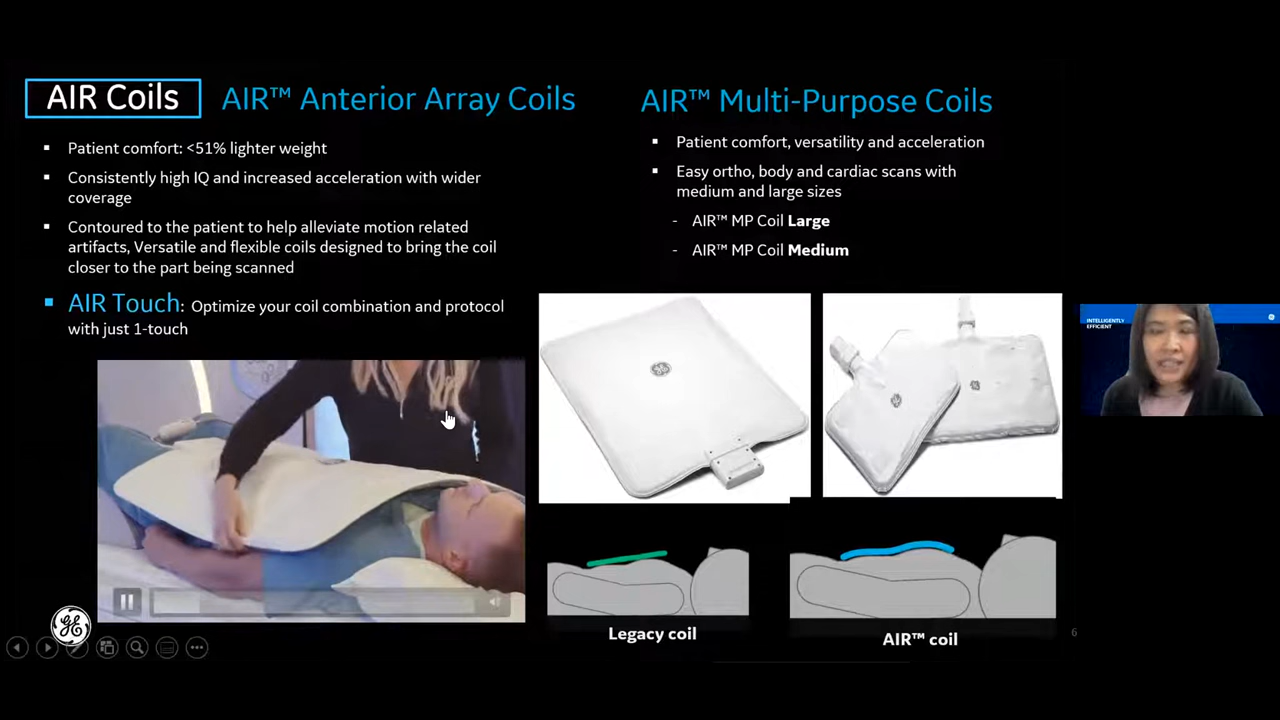 AIR Coils
AIR™ Anterior Array Coils
Patient comfort: <51% lighter weight
Consistently high IQ and increased acceleration with wider
coverage
Contoured to the patient to help alleviate motion related
artifacts, Versatile and flexible coils designed to bring the coil
closer to the part being scanned
AIR Touch: Optimize your coil combination and protocol
with just 1-touch
AIR™ Multi-Purpose Coils
Patient comfort, versatility and acceleration
Easy ortho, body and cardiac scans with
medium and large sizes
- AIR™ MP Coil Large
- AIR™ MP Coil Medium
INTELLIGENTLY
EFFICIENT
Legacy coil
AIR™ coil
6